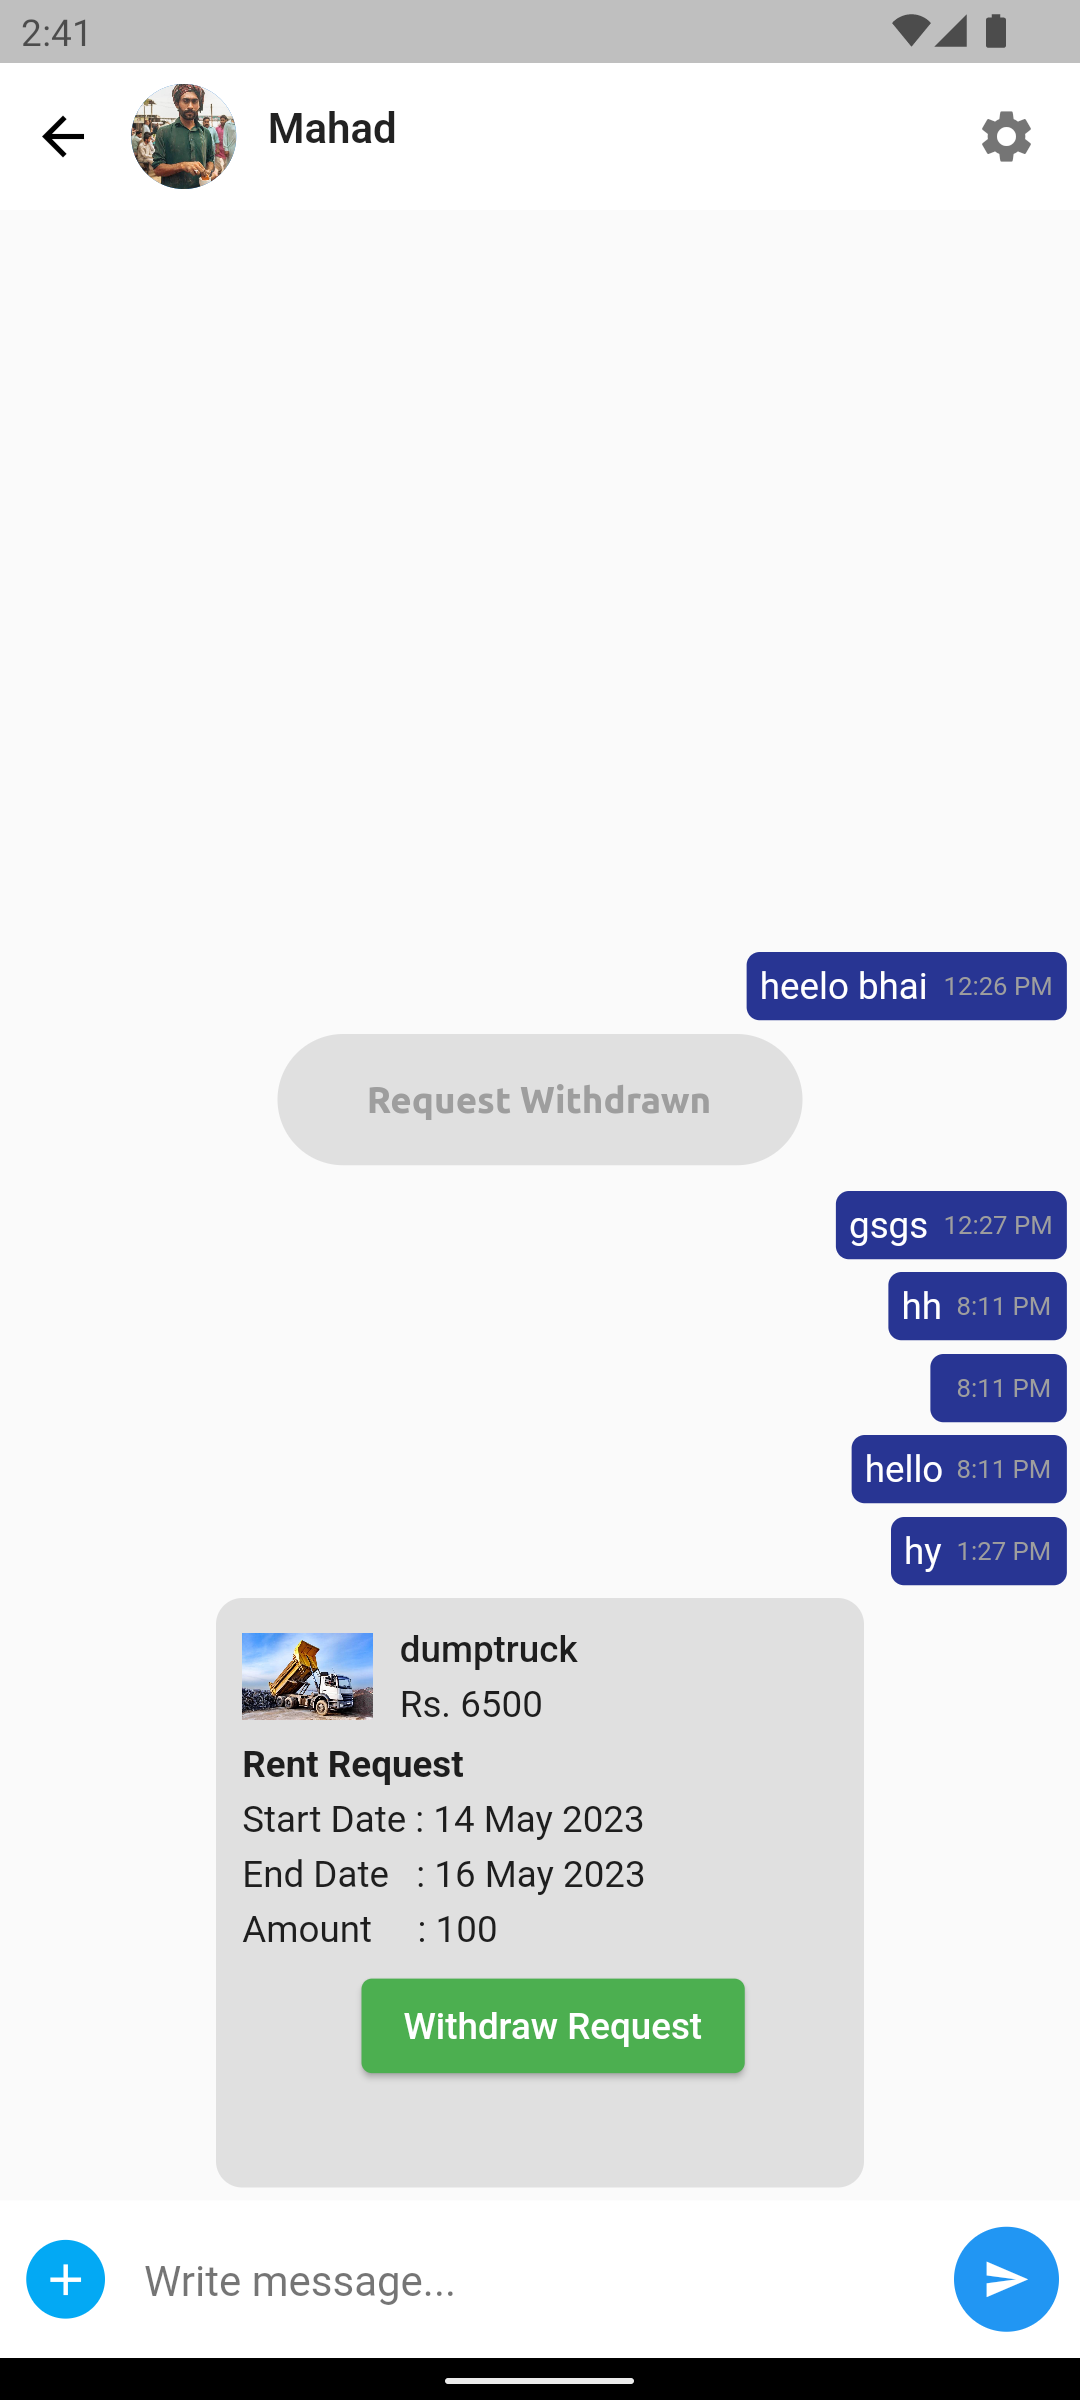 2:41
Mahad
heelo bhai 12:26 PM
Request Withdrawn
gsgs 12:27 PM
hh 8:11 PM
8:11 PM
hello 8:11 PM
hy 1:27 PM
dumptruck
Rs. 6500
Rent Request
Start Date : 14 May 2023
End Date : 16 May 2023
Amount : 100
Withdraw Request
Write message...